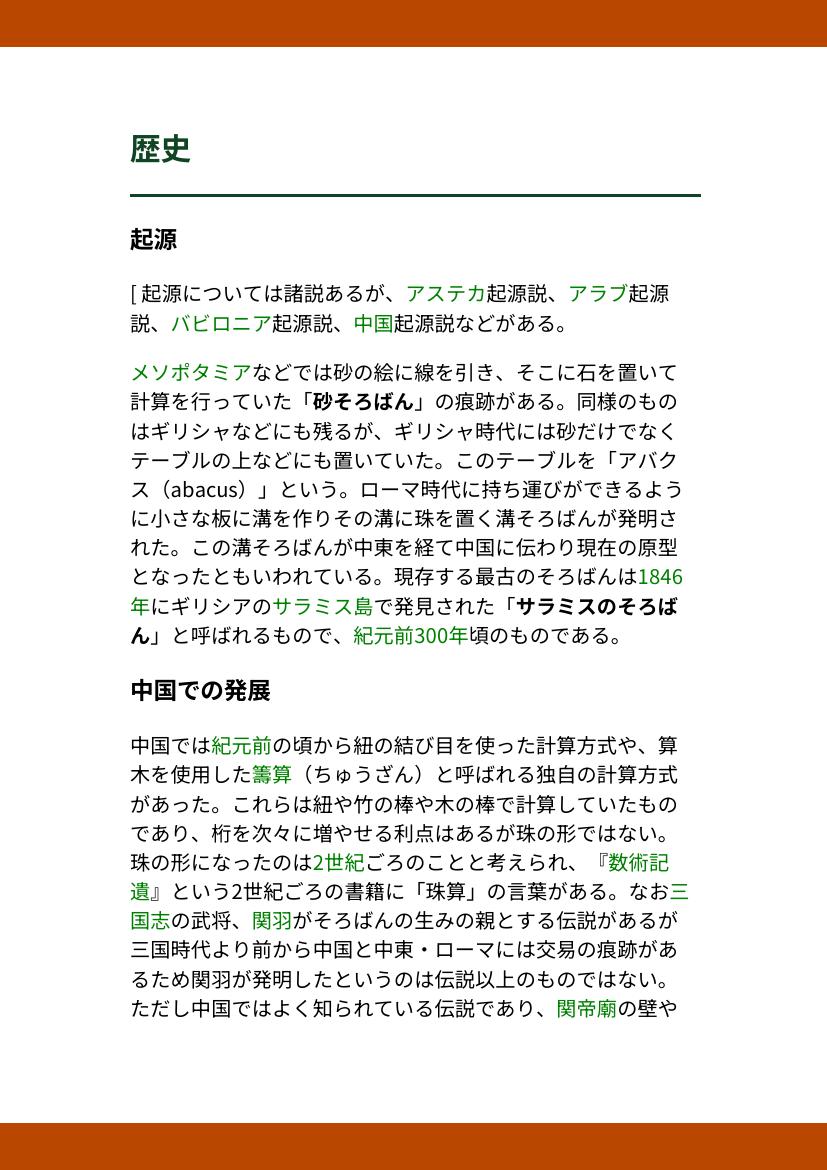 歴史
起源
[ 起源については諸説あるが、アステカ起源説、アラブ起源
説、バビロニア起源説、中国起源説などがある。
メソポタミアなどでは砂の絵に線を引き、そこに石を置いて
計算を行っていた「砂そろばん」の痕跡がある。同様のもの
はギリシャなどにも残るが、ギリシャ時代には砂だけでなく
テーブルの上などにも置いていた。このテーブルを「アバク
ス（abacus）」という。ローマ時代に持ち運びができるよう
に小さな板に溝を作りその溝に珠を置く溝そろばんが発明さ
れた。この溝そろばんが中東を経て中国に伝わり現在の原型
となったともいわれている。現存する最古のそろばんは1846
年にギリシアのサラミス島で発見された「サラミスのそろば
ん」と呼ばれるもので、紀元前300年頃のものである。
中国での発展
中国では紀元前の頃から紐の結び目を使った計算方式や、算
木を使用した籌算（ちゅうざん）と呼ばれる独自の計算方式
があった。これらは紐や竹の棒や木の棒で計算していたもの
であり、桁を次々に増やせる利点はあるが珠の形ではない。
珠の形になったのは2世紀ごろのことと考えられ、『数術記
遺』という2世紀ごろの書籍に「珠算」の言葉がある。なお三
国志の武将、関羽がそろばんの生みの親とする伝説があるが
三国時代より前から中国と中東・ローマには交易の痕跡があ
るため関羽が発明したというのは伝説以上のものではない。
ただし中国ではよく知られている伝説であり、関帝廟の壁や